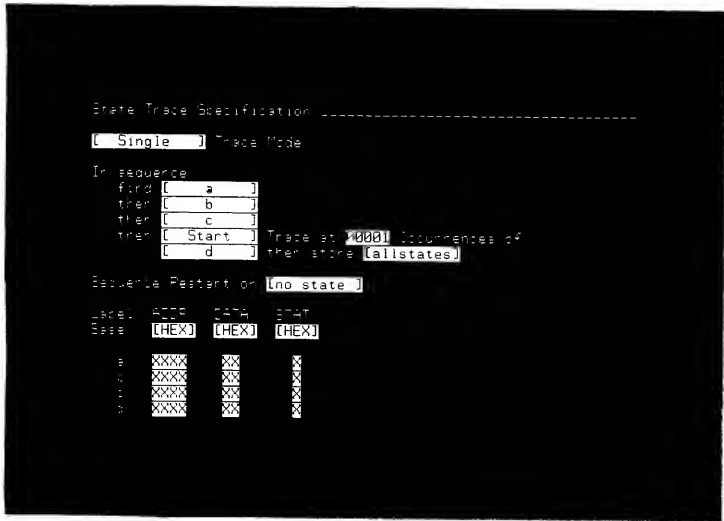 State Trace Specification
[ Single ] Trace Mode
In sequence
find [ a ]
then [ b ]
then [ c ]
then [ Start ] Trace at 00001 Occurrences of
[ d ] then store [allstates]
Sequence Restart on [no state ]
Label ADDR DATA STAT
Base [HEX] [HEX] [HEX]
a XXXX XX X
b XXXX XX X
c XXXX XX X
d XXXX XX X